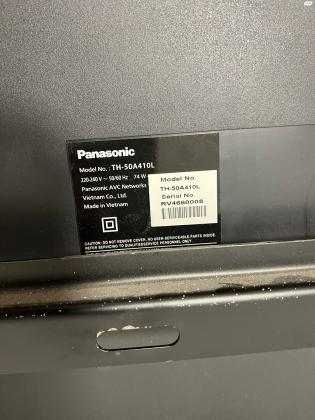 Panasonic
Model No. : TH-50A410L
220-240 V ~ 50/60 Hz 74 W
Panasonic AVC Networks
Vietnam Co., Ltd.
Made in Vietnam
Model No.
TH-50A410L
Serial No.
RV4660008
CAUTION: DO NOT REMOVE COVER, NO USER-SERVICEABLE PARTS INSIDE
REFER SERVICING TO QUALIFIED SERVICE PERSONNEL ONLY